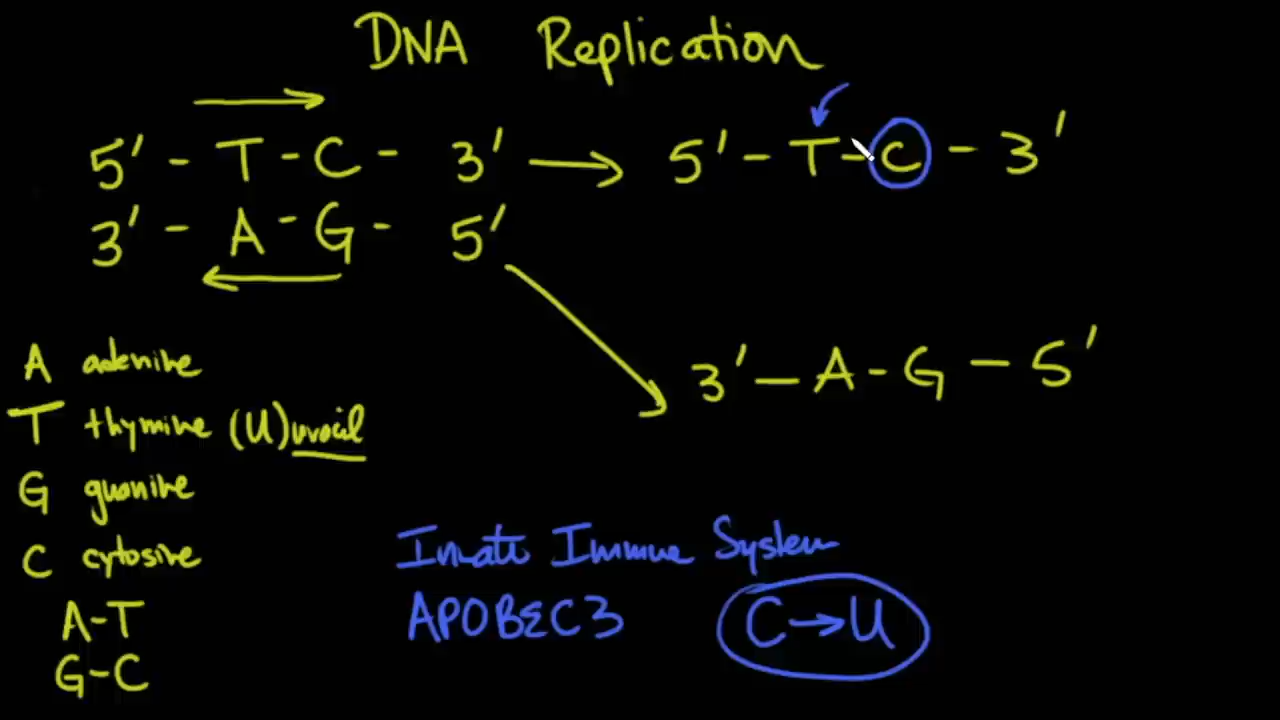 DNA Replication
5' - T - C - 3' → 5' - T - C - 3'
3' - A - G - 5'
3' - A - G - 5'
A adenine
T thymine (U) uracil
G guanine
C cytosine
A-T
G-C
Innate Immune System
APOBEC3 C→U